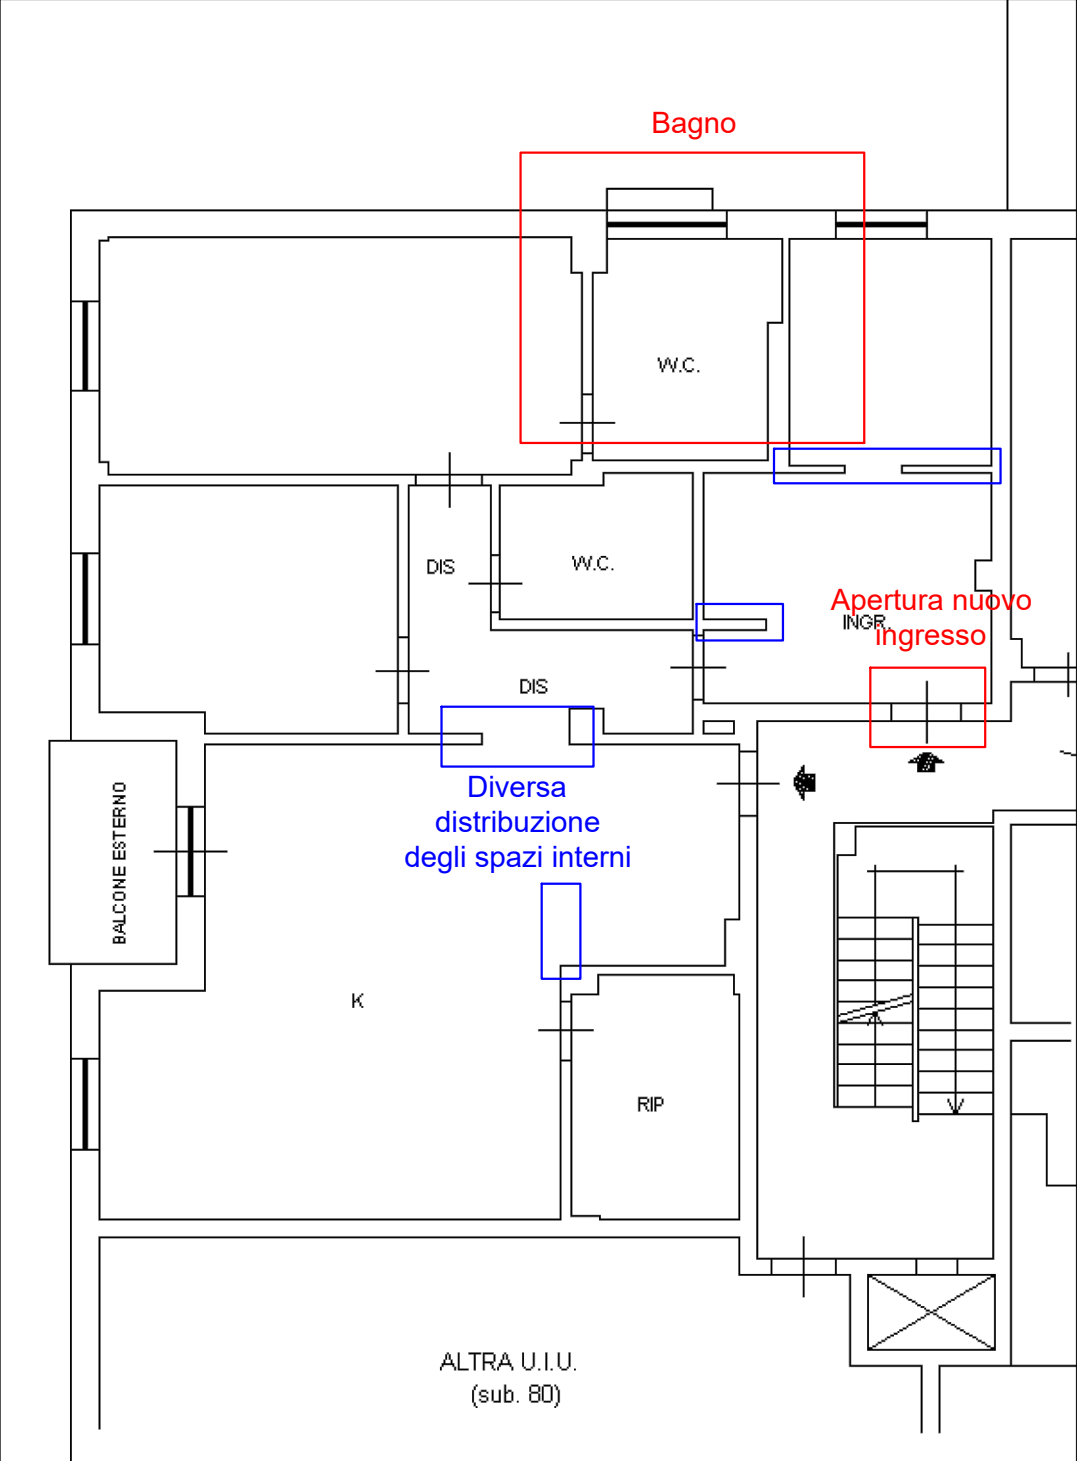 Bagno
W.C.
DIS
W.C.
Apertura nuovo
INGR.
ingresso
DIS
Diversa
distribuzione
degli spazi interni
BALCONE ESTERNO
K
RIP
ALTRA U.I.U.
(sub. 80)